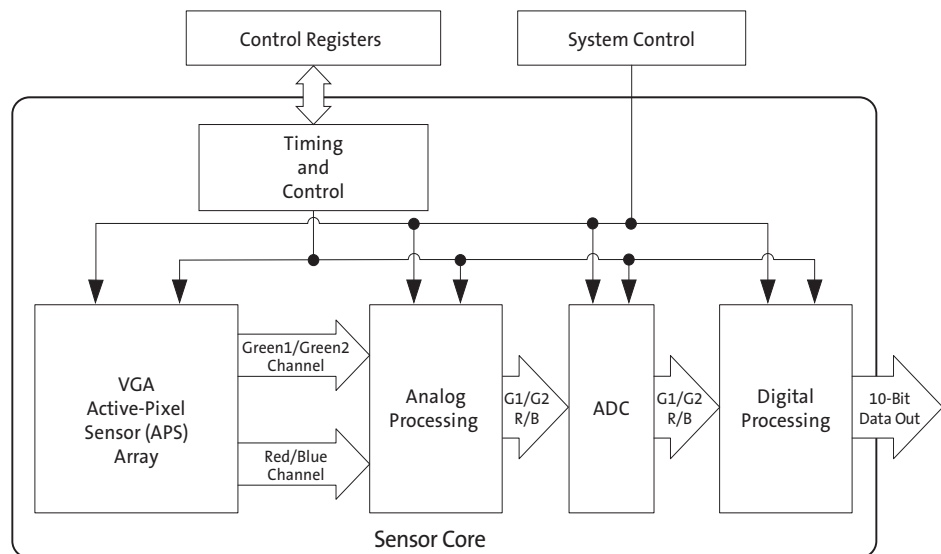 Control Registers
System Control
Timing
and
Control
VGA
Active-Pixel
Sensor (APS)
Array
Green1/Green2
Channel
Red/Blue
Channel
Analog
Processing
G1/G2
R/B
ADC
G1/G2
R/B
Digital
Processing
10-Bit
Data Out
Sensor Core